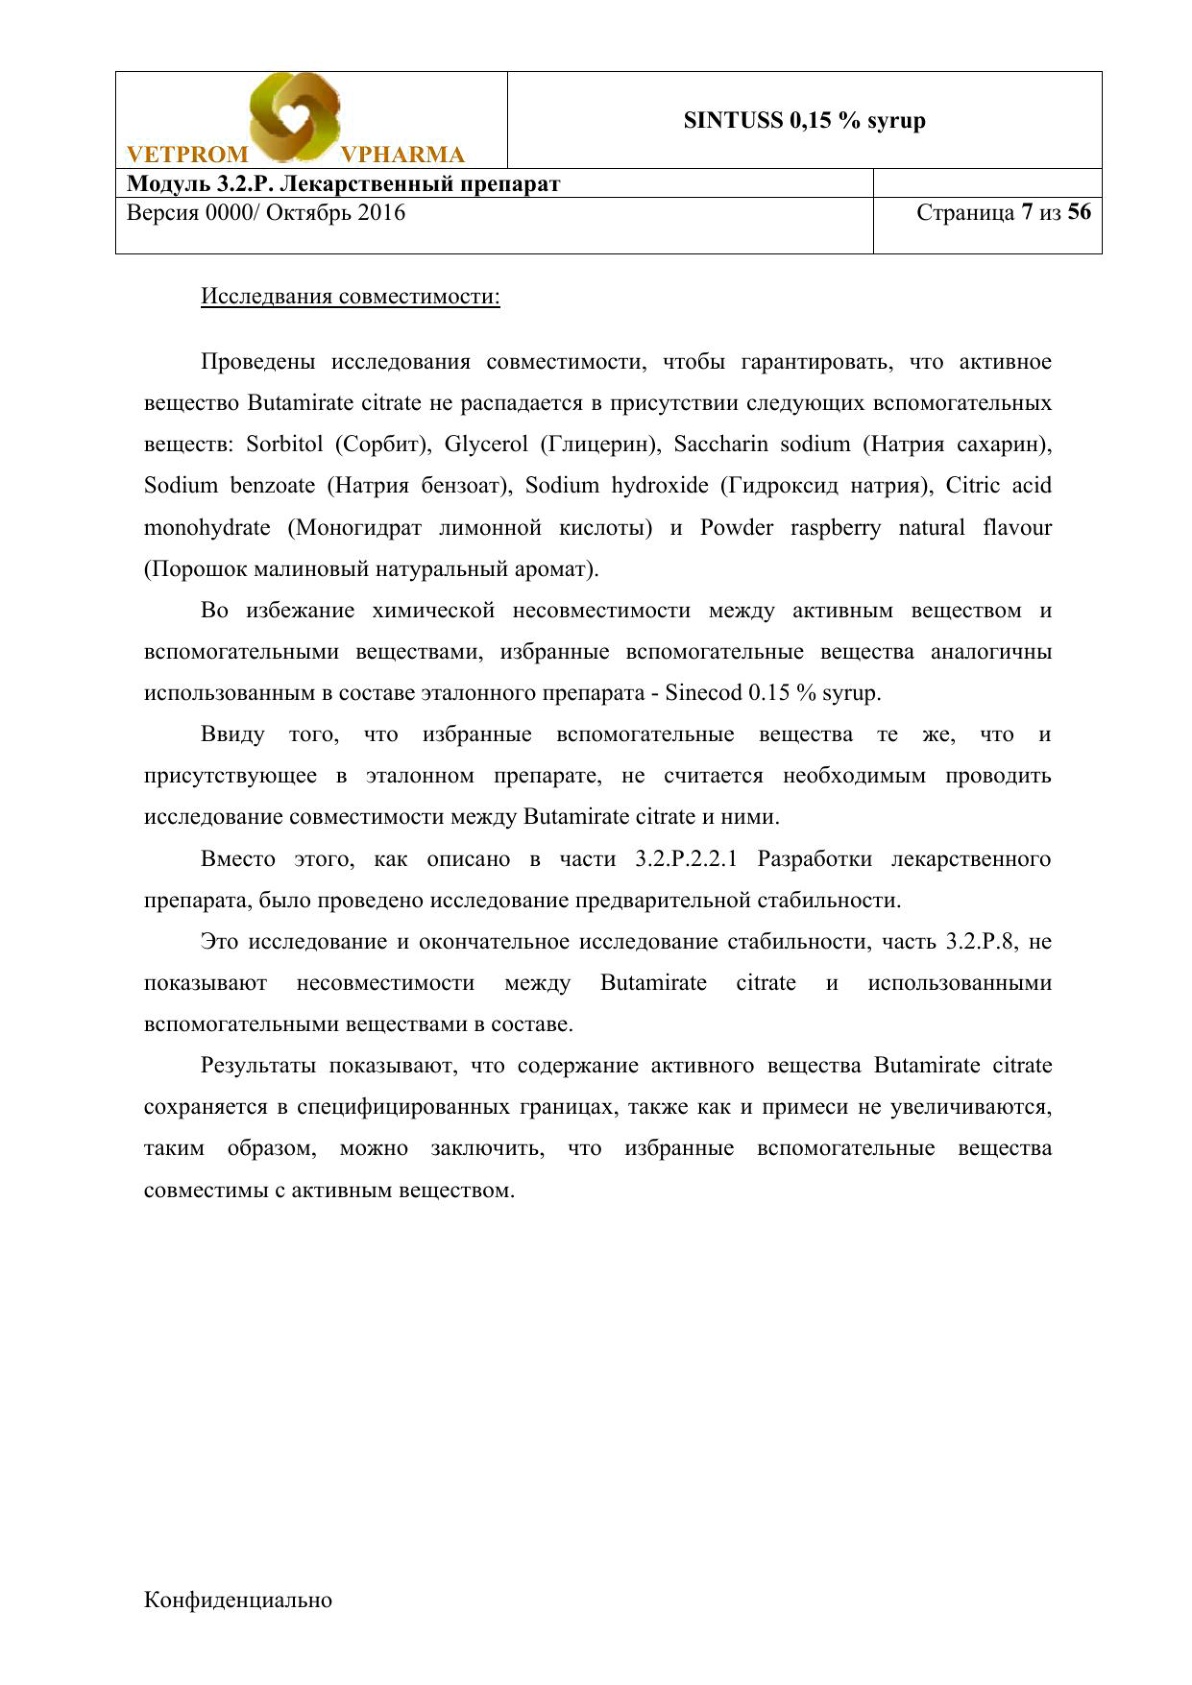 SINTUSS 0,15 % syrup
VETPROM VPHARMA
Модуль 3.2.P. Лекарственный препарат
Версия 0000/ Октябрь 2016
Страница 7 из 56
Исследвания совместимости:
Проведены исследования совместимости, чтобы гарантировать, что активное
вещество Butamirate citrate не распадается в присутствии следующих вспомогательных
веществ: Sorbitol (Сорбит), Glycerol (Глицерин), Saccharin sodium (Натрия сахарин),
Sodium benzoate (Натрия бензоат), Sodium hydroxide (Гидроксид натрия), Citric acid
monohydrate (Моногидрат лимонной кислоты) и Powder raspberry natural flavour
(Порошок малиновый натуральный аромат).
Во избежание химической несовместимости между активным веществом и
вспомогательными веществами, избранные вспомогательные вещества аналогичны
использованным в составе эталонного препарата - Sinecod 0.15 % syrup.
Ввиду того, что избранные вспомогательные вещества те же, что и
присутствующее в эталонном препарате, не считается необходимым проводить
исследование совместимости между Butamirate citrate и ними.
Вместо этого, как описано в части 3.2.P.2.2.1 Разработки лекарственного
препарата, было проведено исследование предварительной стабильности.
Это исследование и окончательное исследование стабильности, часть 3.2.P.8, не
показывают несовместимости между Butamirate citrate и использованными
вспомогательными веществами в составе.
Результаты показывают, что содержание активного вещества Butamirate citrate
сохраняется в специфицированных границах, также как и примеси не увеличиваются,
таким образом, можно заключить, что избранные вспомогательные вещества
совместимы с активным веществом.
Конфиденциально